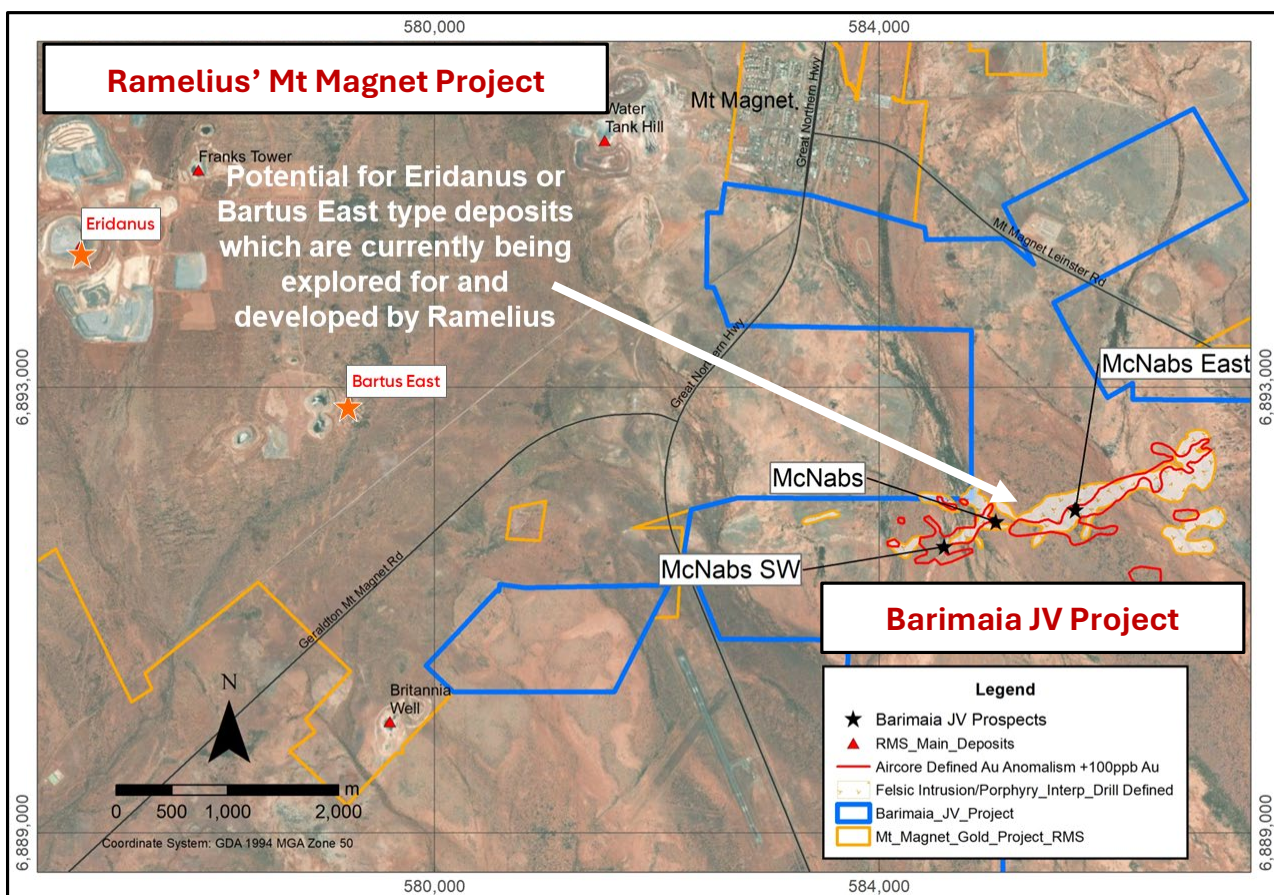 580,000
584,000
Ramelius’ Mt Magnet Project
Mt Magnet.
Great Northern Hwy
Water
Tank Hill
Franks Tower
Potential for Eridanus or
Bartus East type deposits
which are currently being
explored for and
developed by Ramelius
Eridanus
Mt Magnet Leinster Rd
Great Northern Hwy
6,893,000
6,893,000
McNabs East
Bartus East
McNabs
McNabs SW
Geraldton Mt Magnet Rd
Barimaia JV Project
Britannia
Well
N
m
0 500 1,000 2,000
Coordinate System: GDA 1994 MGA Zone 50
Legend
Barimaia JV Prospects
RMS_Main_Deposits
Aircore Defined Au Anomalism +100ppb Au
Felsic Intrusion/Porphyry_Interp_Drill Defined
Barimaia_JV_Project
Mt_Magnet_Gold_Project_RMS
6,889,000
6,889,000
580,000
584,000